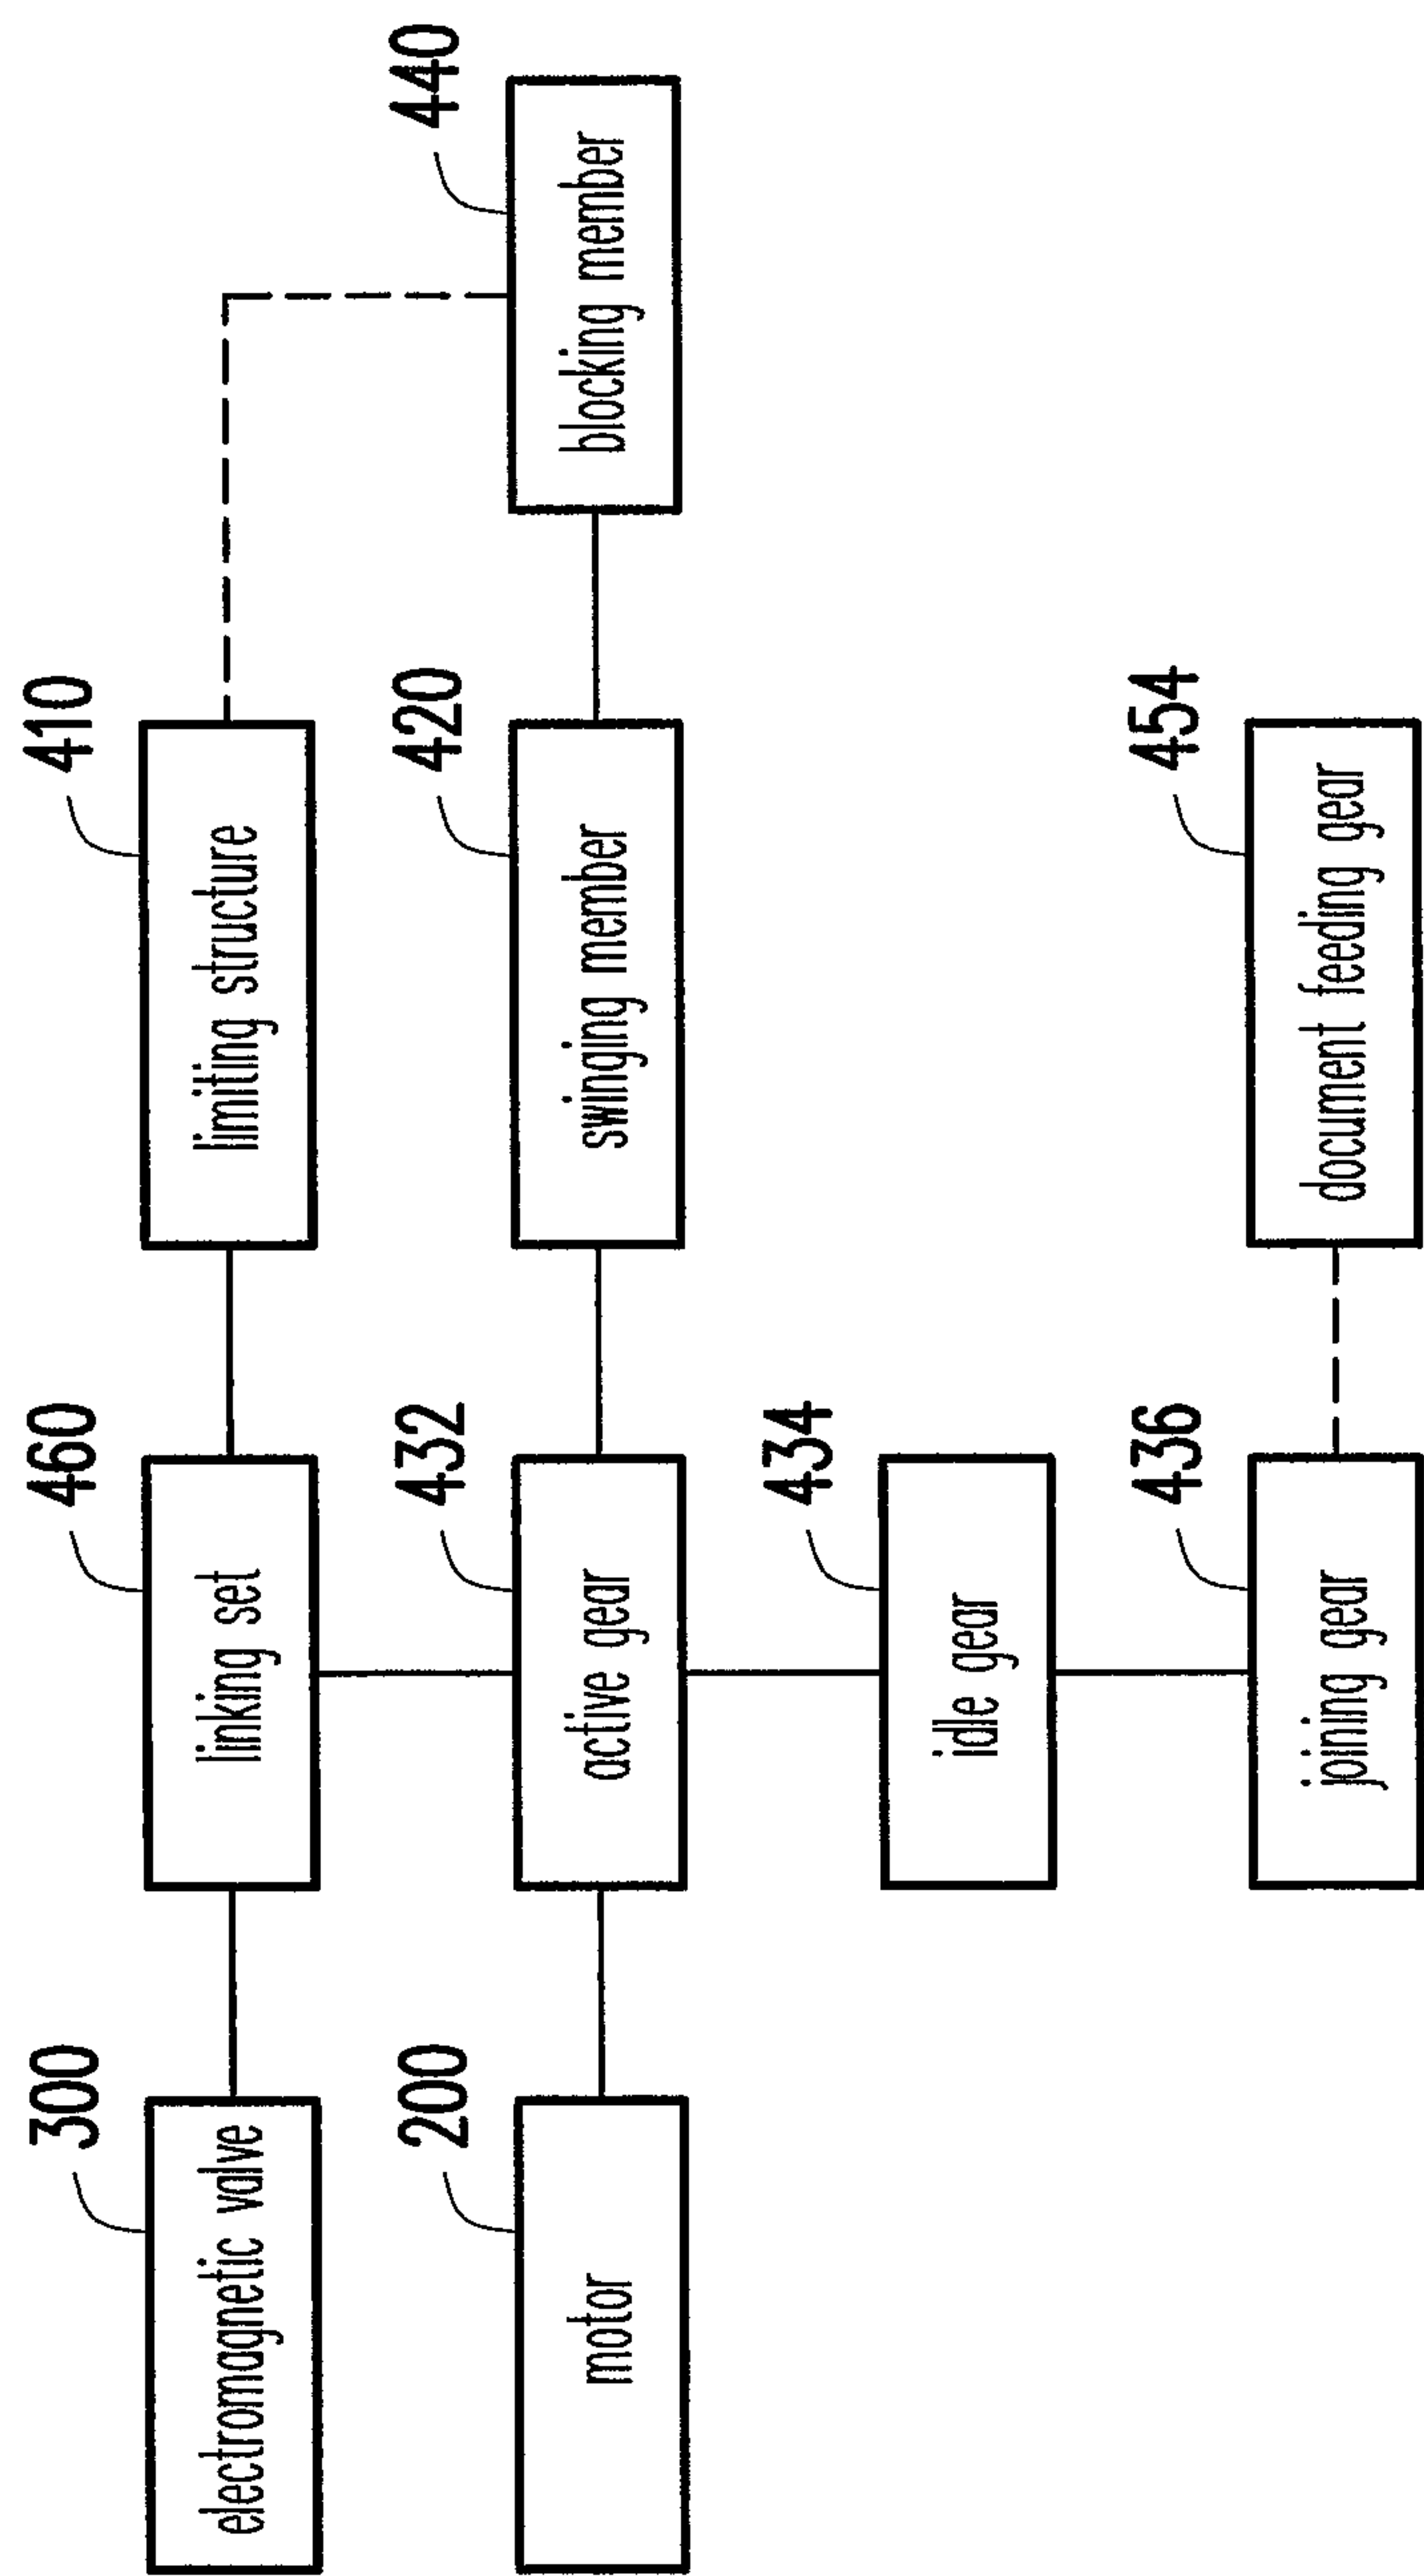 300
electromagnetic valve
460
linking set
410
limiting structure
200
motor
432
active gear
420
swinging member
440
blocking member
434
idle gear
436
joining gear
454
document feeding gear